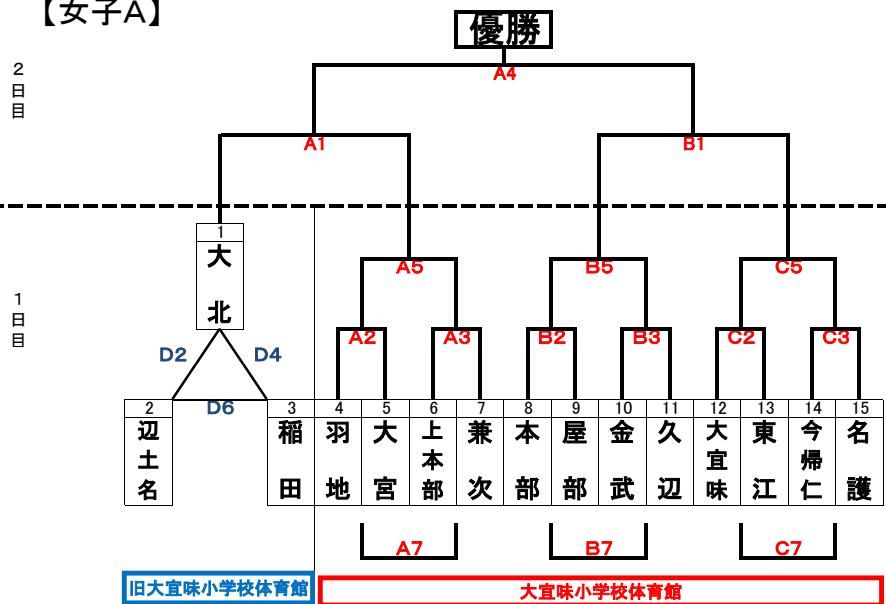 【女子A】
優勝
A4
2日目
A1
B1
1
大北
A5
B5
C5
1日目
D2
D4
D6
A2
A3
B2
B3
C2
C3
2
3
4
5
6
7
8
9
10
11
12
13
14
15
辺土名
稲田
羽地
大宮
上本部
兼次
本部
屋部
金武
久辺
大宜味
東江
今帰仁
名護
A7
B7
C7
旧大宜味小学校体育館
大宜味小学校体育館